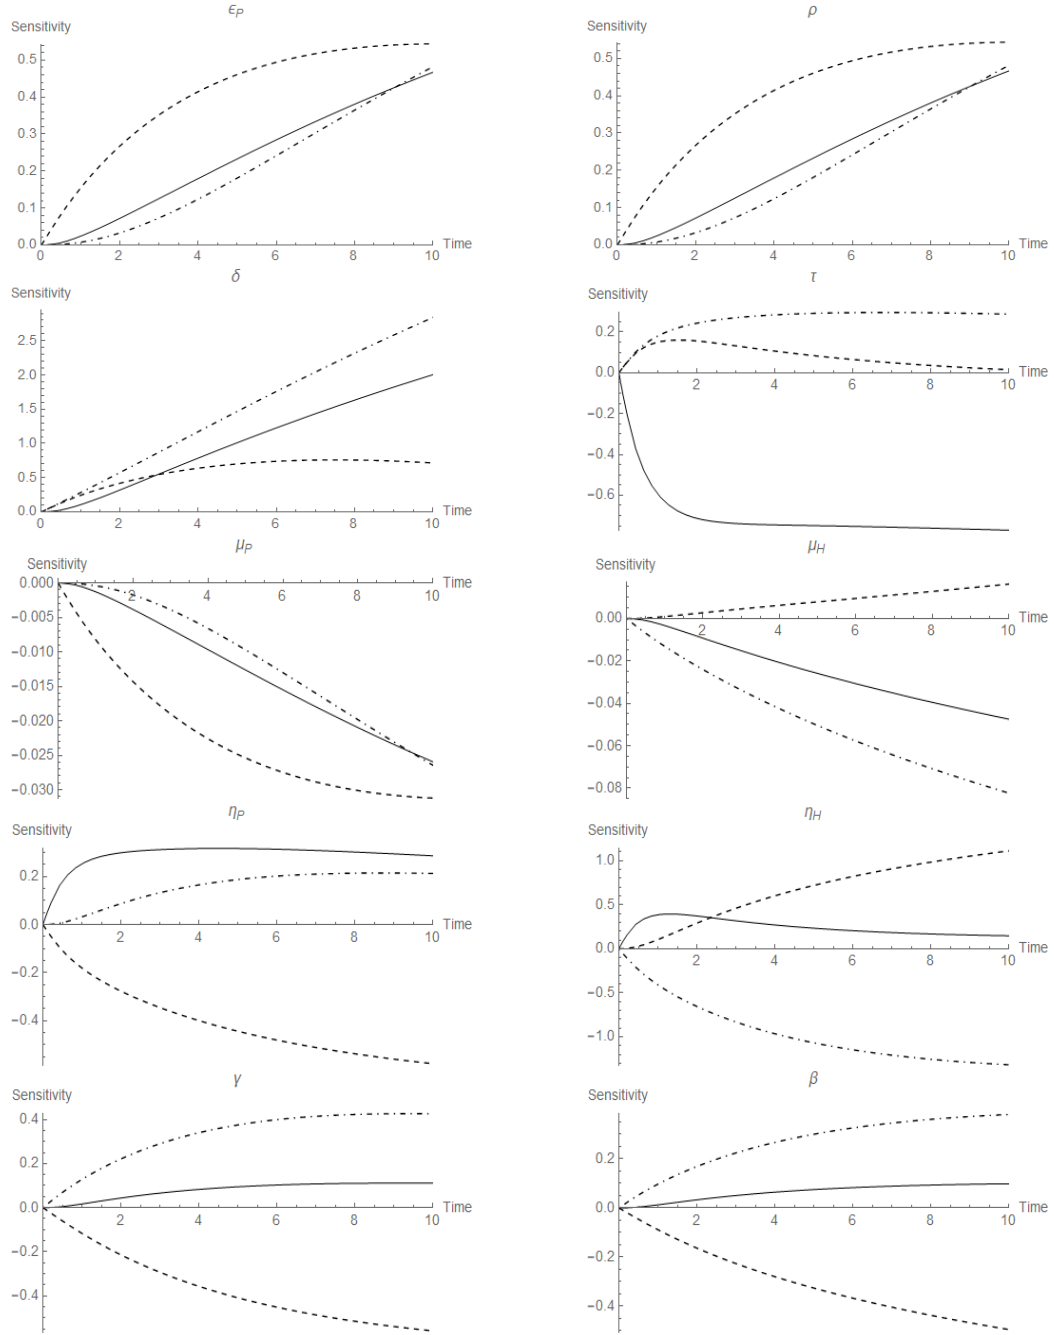 ϵP ρ
Sensitivity Sensitivity
0.5 0.5
0.4 0.4
0.3 0.3
0.2 0.2
0.1 0.1
0.0 Time 0.0 Time
0 2 4 6 8 10 0 2 4 6 8 10
δ τ
Sensitivity Sensitivity
2.5 0.2
2.0 0.0 Time
1.5 2 4 6 8 10
1.0 −0.2
0.5 −0.4
0.0 Time −0.6
0 2 4 6 8 10
μP μH
Sensitivity Sensitivity
0.000 Time 0.00 Time
2 4 6 8 10 2 4 6 8 10
−0.005 −0.02
−0.010 −0.04
−0.015 −0.06
−0.020 −0.08
−0.025
−0.030
ηP ηH
Sensitivity Sensitivity
0.2 1.0
0.0 Time 0.5
2 4 6 8 10 0.0 Time
−0.2 2 4 6 8 10
−0.4 −0.5
−1.0
γ β
Sensitivity Sensitivity
0.4 0.2
0.2 0.0 Time
0.0 Time 2 4 6 8 10
2 4 6 8 10 −0.2
−0.2 −0.4
−0.4